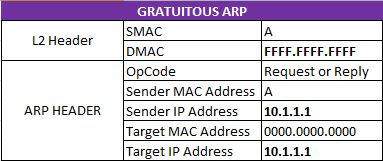 GRATUITOUS ARP
L2 Header
SMAC A
DMAC FFFF.FFFF.FFFF
ARP HEADER
OpCode Request or Reply
Sender MAC Address A
Sender IP Address 10.1.1.1
Target MAC Address 0000.0000.0000
Target IP Address 10.1.1.1